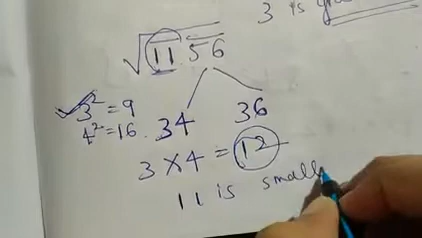 3 is
√11 56
3² = 9
4² = 16
34 36
3 × 4 = 12
11 is small